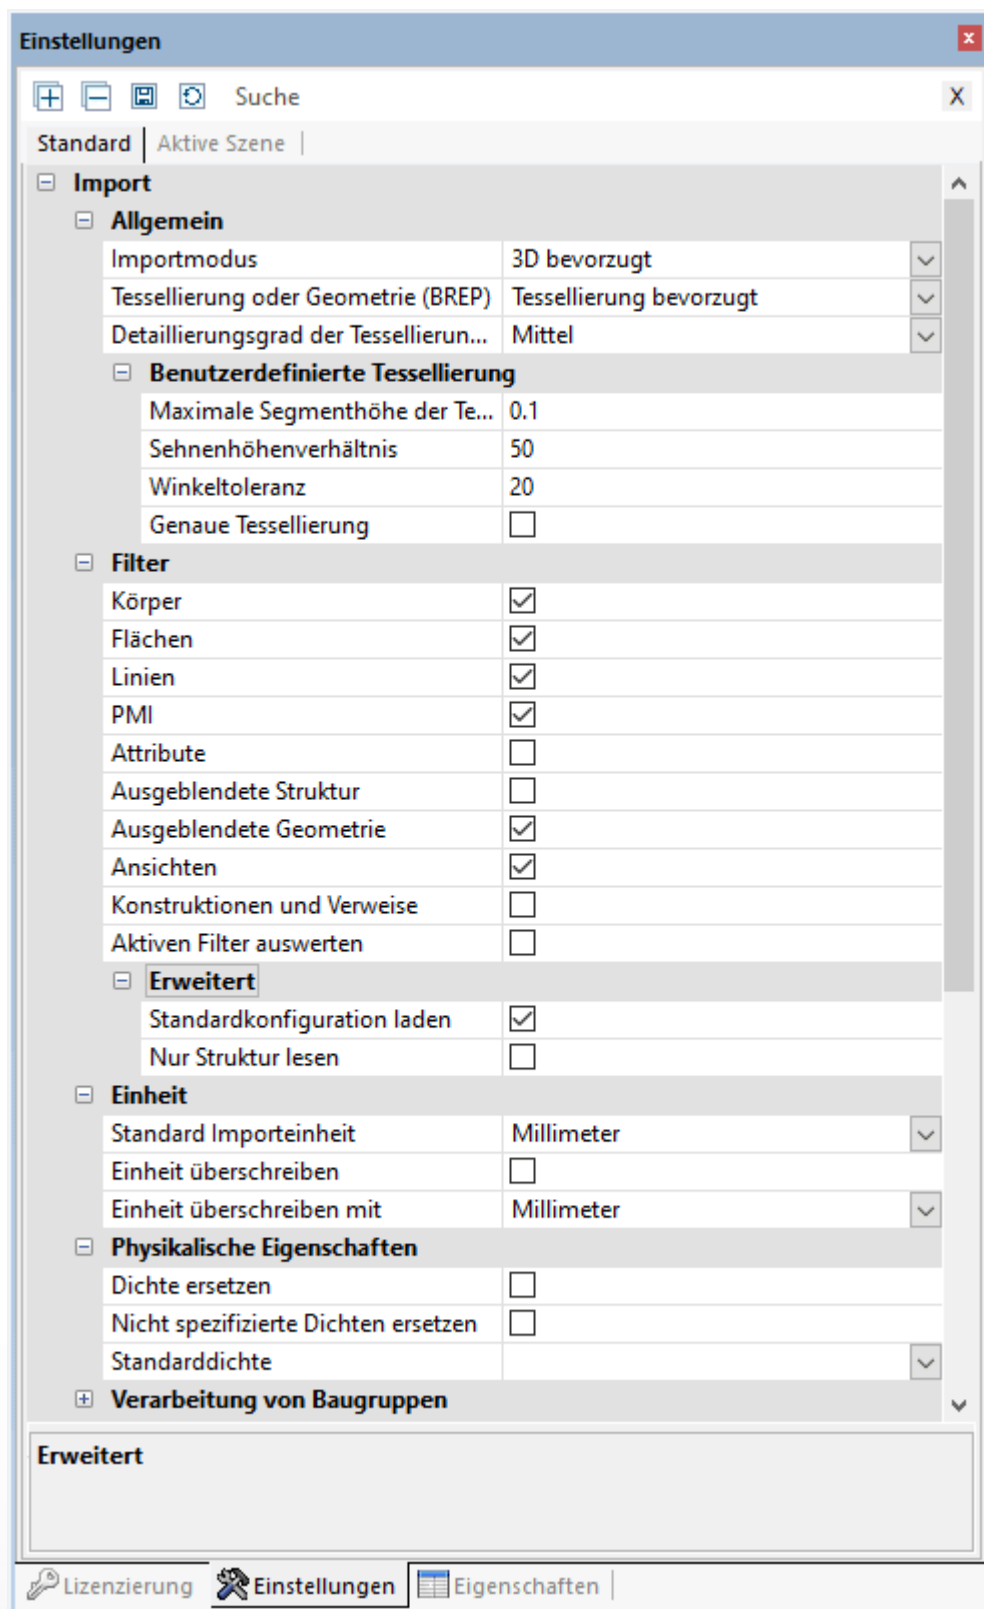 Einstellungen
Suche X
Standard Aktive Szene
Import
Allgemein
Importmodus 3D bevorzugt
Tessellierung oder Geometrie (BREP) Tessellierung bevorzugt
Detaillierungsgrad der Tessellierun... Mittel
Benutzerdefinierte Tessellierung
Maximale Segmenthöhe der Te... 0.1
Sehnenhöhenverhältnis 50
Winkeltoleranz 20
Genaue Tessellierung
Filter
Körper
Flächen
Linien
PMI
Attribute
Ausgeblendete Struktur
Ausgeblendete Geometrie
Ansichten
Konstruktionen und Verweise
Aktiven Filter auswerten
Erweitert
Standardkonfiguration laden
Nur Struktur lesen
Einheit
Standard Importeinheit Millimeter
Einheit überschreiben
Einheit überschreiben mit Millimeter
Physikalische Eigenschaften
Dichte ersetzen
Nicht spezifizierte Dichten ersetzen
Standarddichte
Verarbeitung von Baugruppen
Erweitert
Lizenzierung Einstellungen Eigenschaften